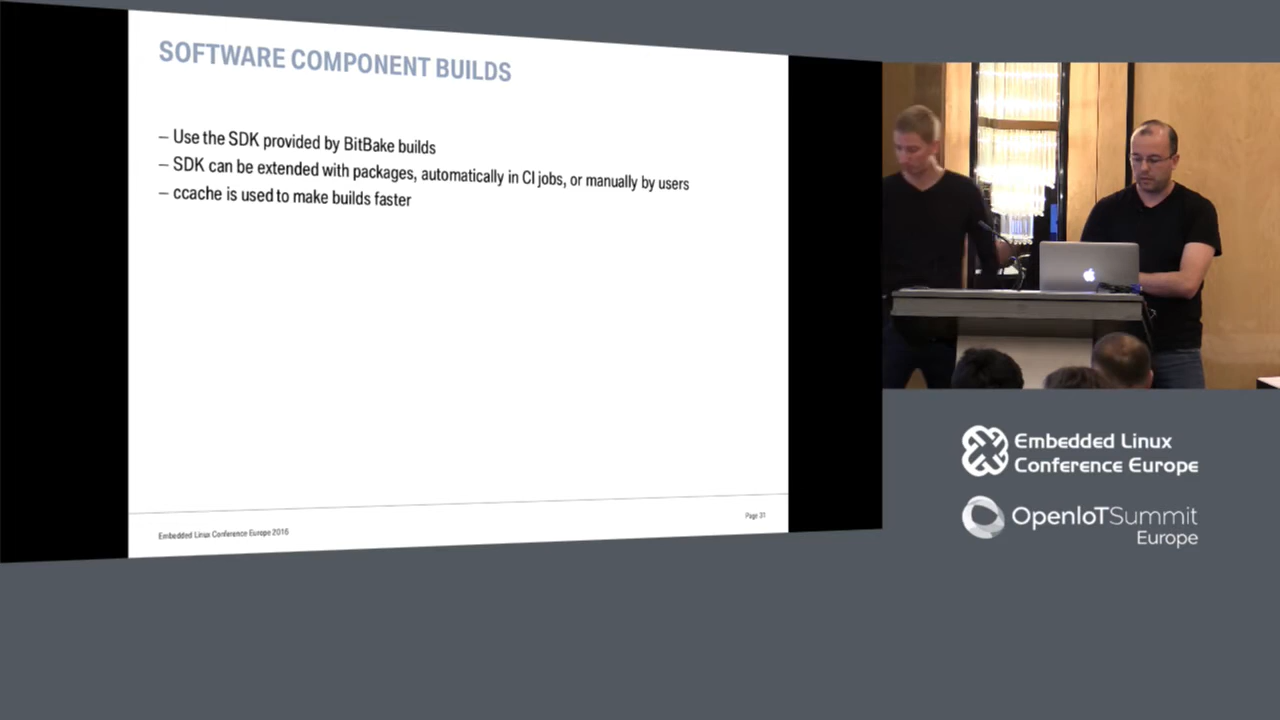 SOFTWARE COMPONENT BUILDS
– Use the SDK provided by BitBake builds
– SDK can be extended with packages, automatically in CI jobs, or manually by users
– ccache is used to make builds faster
Embedded Linux Conference Europe 2016
Page 31
Embedded Linux
Conference Europe
OpenIoTSummit
Europe